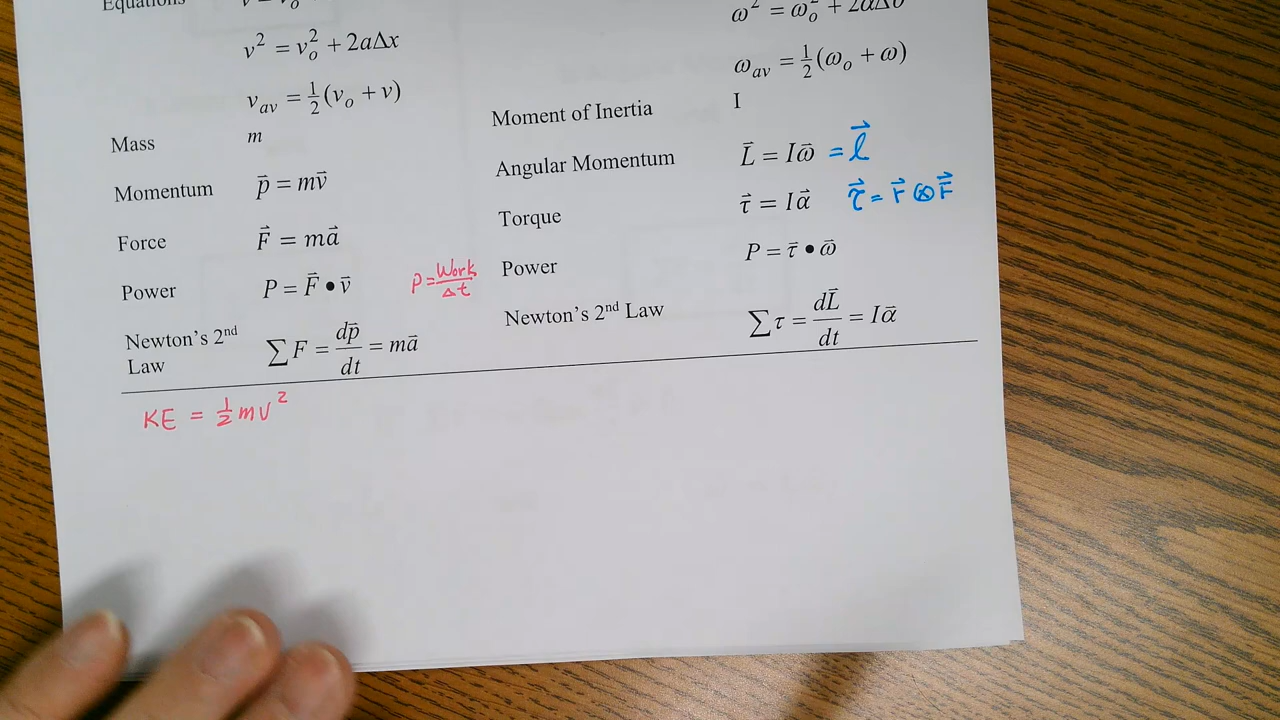 Equations
ω² = ω₀² + 2αΔθ
v² = v₀² + 2aΔx
ω_av = ½(ω₀ + ω)
v_av = ½(v₀ + v)
Moment of Inertia I
Mass m
Angular Momentum L⃗ = Iω⃗ = l⃗
Momentum p⃗ = mv⃗
Torque τ⃗ = Iα⃗ τ⃗ = r⃗ ⊗ F⃗
Force F⃗ = ma⃗
Power P = τ⃗ • ω⃗
Power P = F⃗ • v⃗ P = Work/Δt
Newton's 2nd Law ∑τ = dL⃗/dt = Iα⃗
Newton's 2nd
Law ∑F = dp⃗/dt = ma⃗
KE = ½mv²